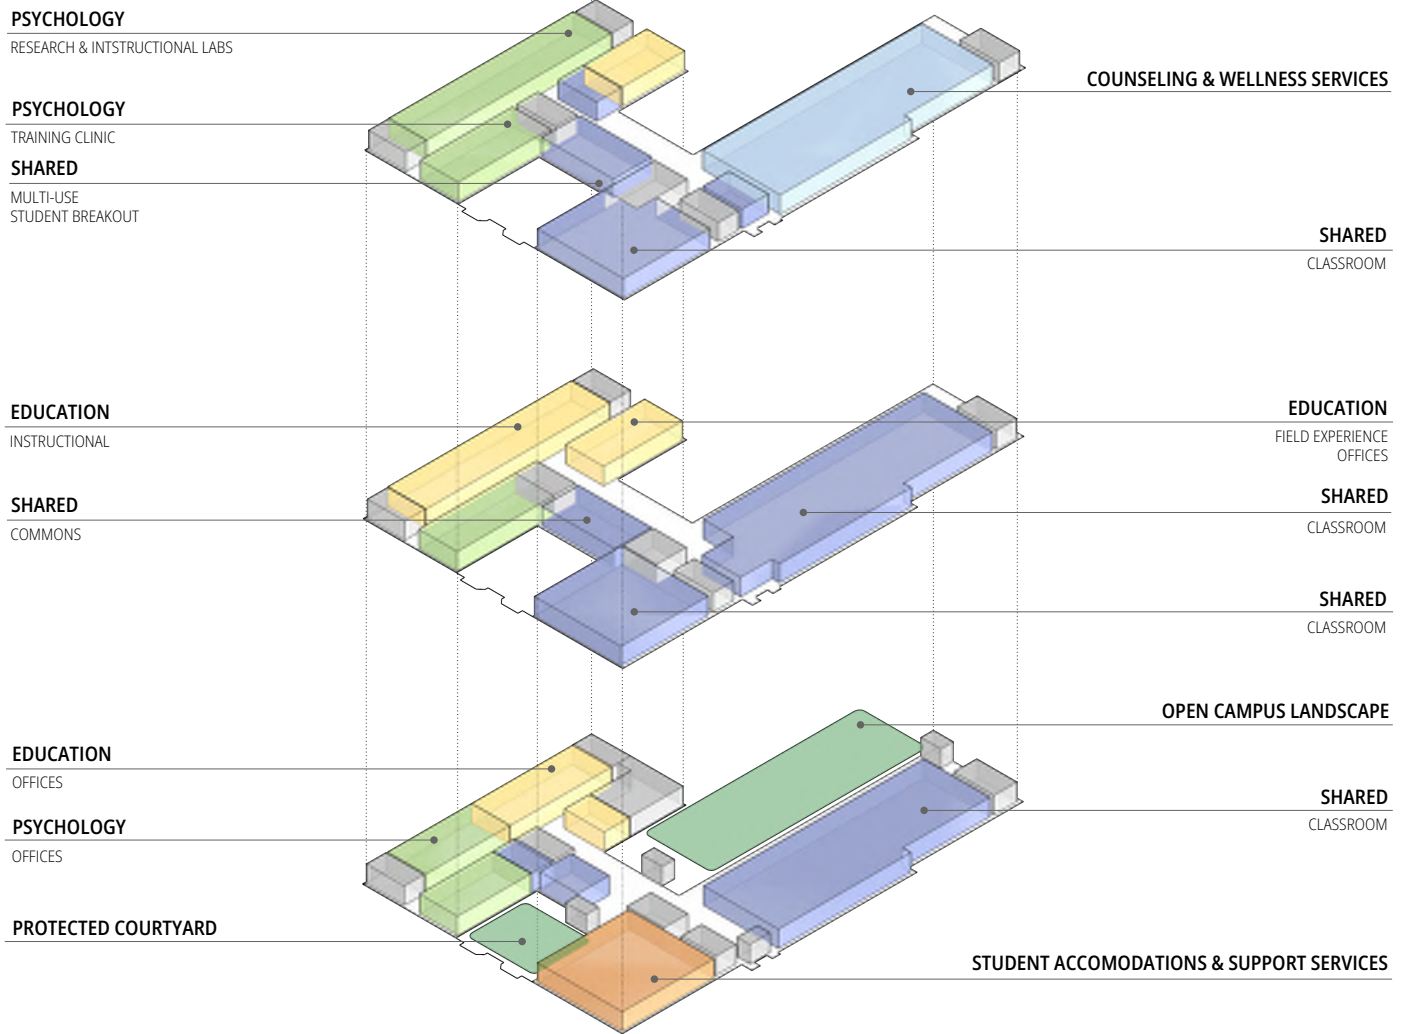 PSYCHOLOGY
RESEARCH & INTSTRUCTIONAL LABS
COUNSELING & WELLNESS SERVICES
PSYCHOLOGY
TRAINING CLINIC
SHARED
MULTI-USE
STUDENT BREAKOUT
SHARED
CLASSROOM
EDUCATION
INSTRUCTIONAL
EDUCATION
FIELD EXPERIENCE
OFFICES
SHARED
COMMONS
SHARED
CLASSROOM
SHARED
CLASSROOM
OPEN CAMPUS LANDSCAPE
EDUCATION
OFFICES
SHARED
CLASSROOM
PSYCHOLOGY
OFFICES
PROTECTED COURTYARD
STUDENT ACCOMODATIONS & SUPPORT SERVICES